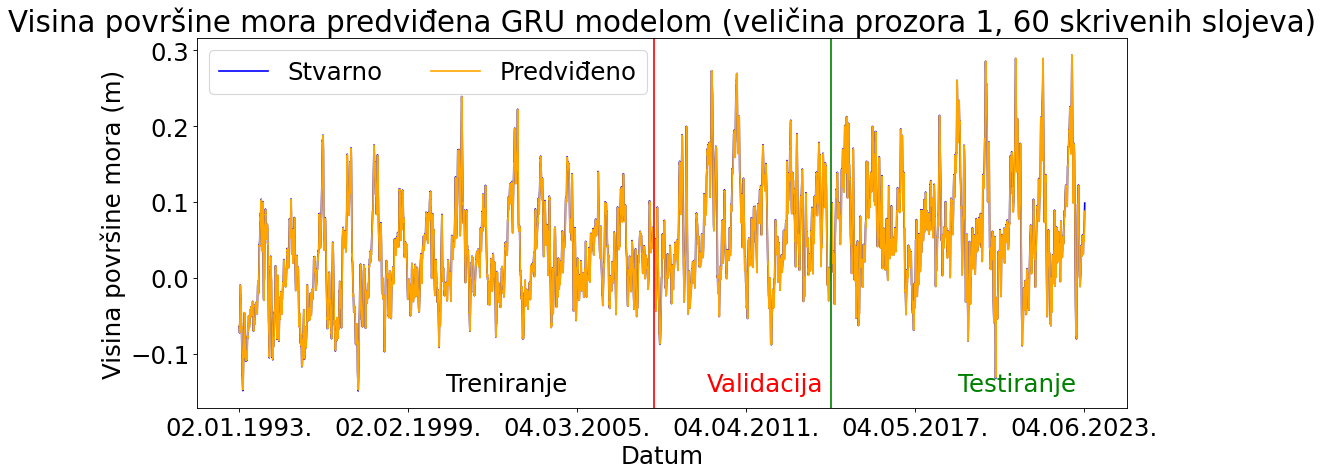 Visina površine mora predviđena GRU modelom (veličina prozora 1, 60 skrivenih slojeva)
Stvarno
Predviđeno
Visina površine mora (m)
0.3
0.2
0.1
0.0
−0.1
Treniranje
Validacija
Testiranje
02.01.1993.
02.02.1999.
04.03.2005.
04.04.2011.
04.05.2017.
04.06.2023.
Datum